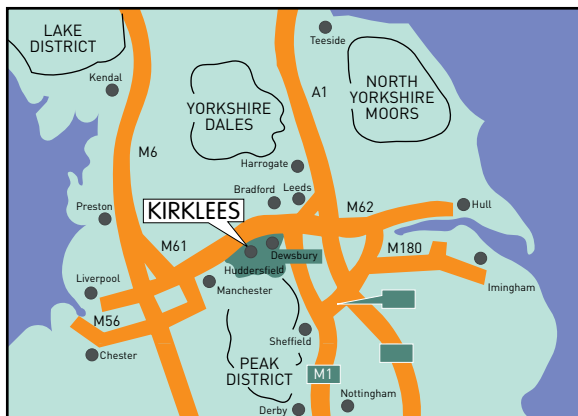 LAKE
DISTRICT
Teeside
Kendal
A1
NORTH
YORKSHIRE
MOORS
YORKSHIRE
DALES
M6
Harrogate
Bradford
Leeds
M62
Hull
Preston
KIRKLEES
M61
Dewsbury
M180
Huddersfield
Liverpool
Manchester
Imingham
M56
Sheffield
Chester
PEAK
DISTRICT
M1
Nottingham
Derby